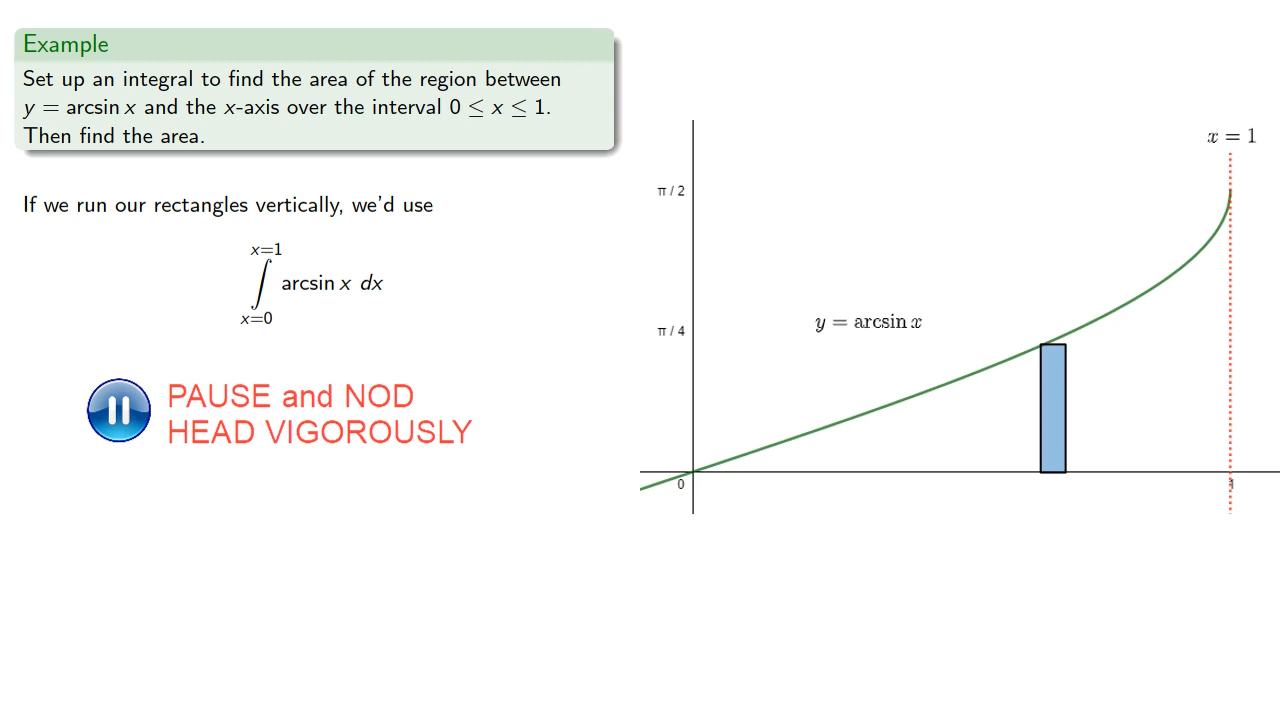 Example
Set up an integral to find the area of the region between
y = arcsin x and the x-axis over the interval 0 ≤ x ≤ 1.
Then find the area.
If we run our rectangles vertically, we'd use
x=1
∫ arcsin x dx
x=0
PAUSE and NOD
HEAD VIGOROUSLY
x = 1
π / 2
y = arcsin x
π / 4
0
1